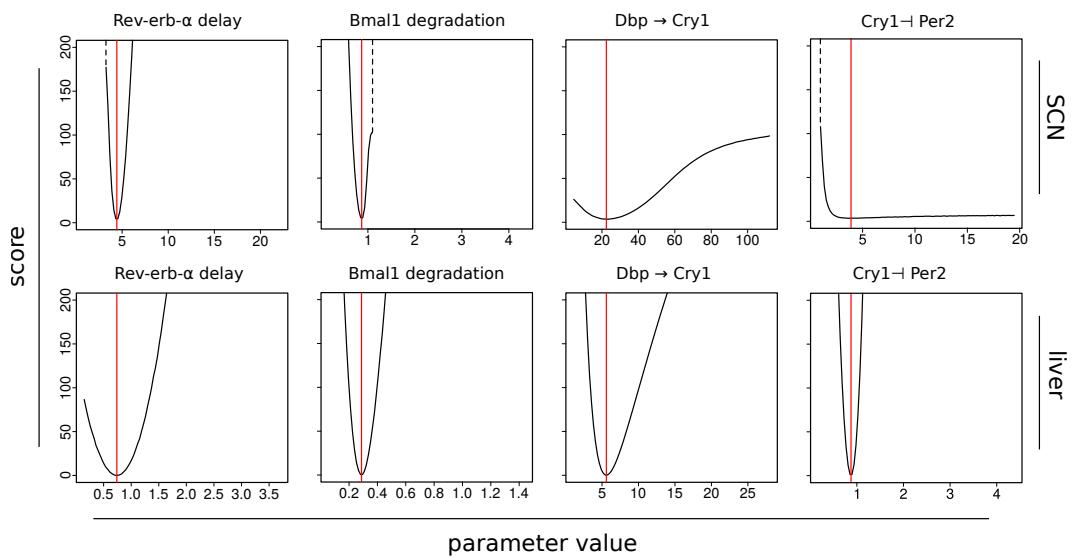 Rev-erb-α delay
Bmal1 degradation
Dbp → Cry1
Cry1⊣ Per2
0 50 100 150 200
5 10 15 20
1 2 3 4
20 40 60 80 100
5 10 15 20
SCN
Rev-erb-α delay
Bmal1 degradation
Dbp → Cry1
Cry1⊣ Per2
0 50 100 150 200
0.5 1.0 1.5 2.0 2.5 3.0 3.5
0.2 0.4 0.6 0.8 1.0 1.2 1.4
5 10 15 20 25
1 2 3 4
liver
score
parameter value